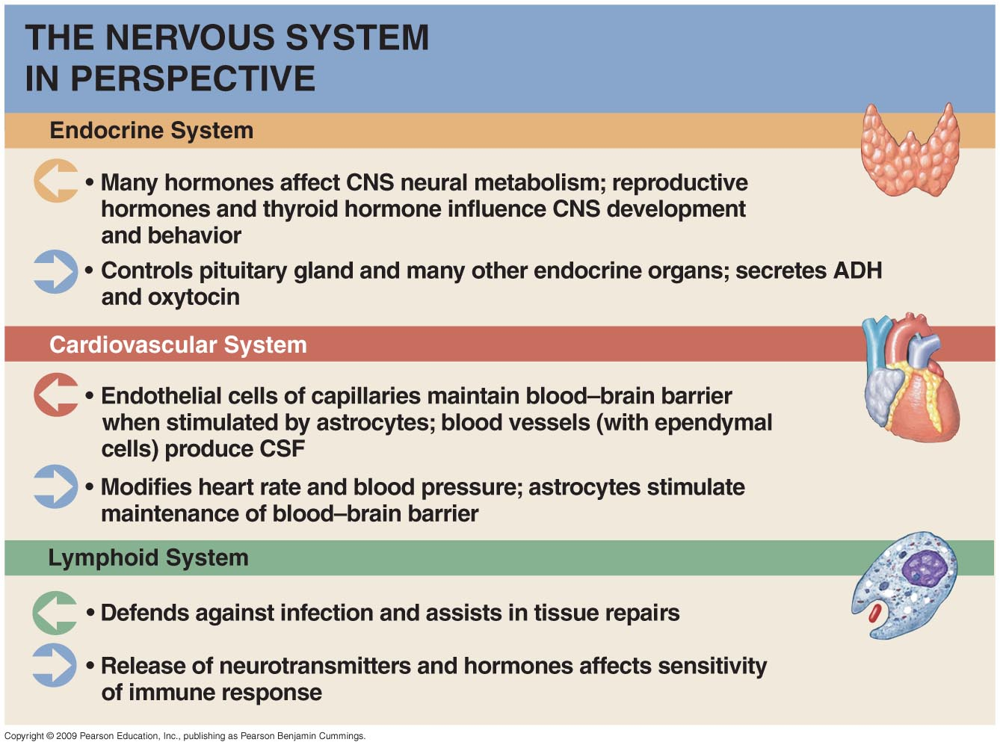 THE NERVOUS SYSTEM
IN PERSPECTIVE
Endocrine System
• Many hormones affect CNS neural metabolism; reproductive
hormones and thyroid hormone influence CNS development
and behavior
• Controls pituitary gland and many other endocrine organs; secretes ADH
and oxytocin
Cardiovascular System
• Endothelial cells of capillaries maintain blood–brain barrier
when stimulated by astrocytes; blood vessels (with ependymal
cells) produce CSF
• Modifies heart rate and blood pressure; astrocytes stimulate
maintenance of blood–brain barrier
Lymphoid System
• Defends against infection and assists in tissue repairs
• Release of neurotransmitters and hormones affects sensitivity
of immune response
Copyright © 2009 Pearson Education, Inc., publishing as Pearson Benjamin Cummings.